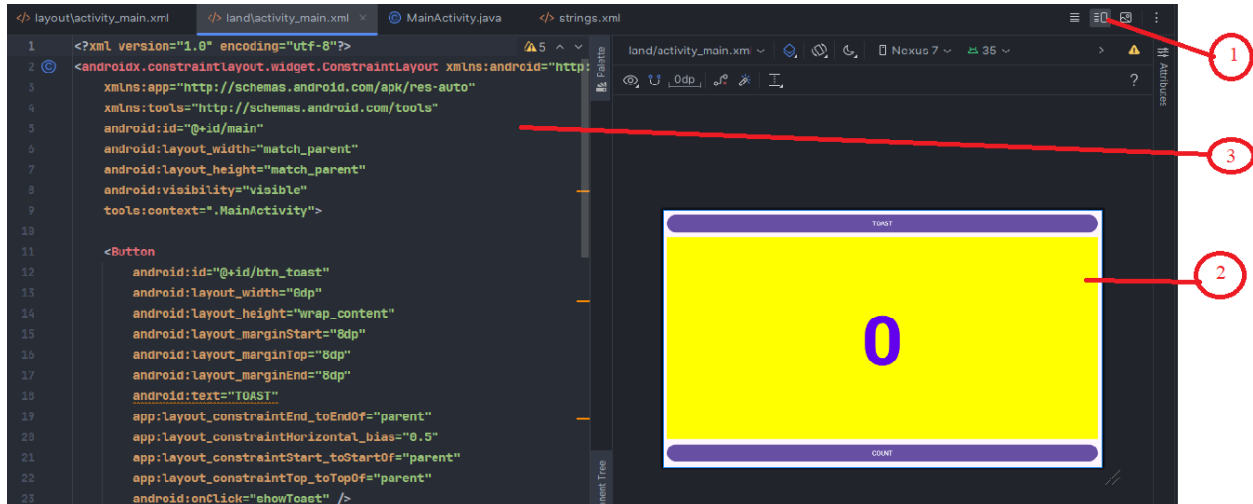 layout\activity_main.xml
land\activity_main.xml
MainActivity.java
strings.xml
1
1 <?xml version="1.0" encoding="utf-8"?>
5
2 <androidx.constraintlayout.widget.ConstraintLayout xmlns:android="http:
3 xmlns:app="http://schemas.android.com/apk/res-auto"
4 xmlns:tools="http://schemas.android.com/tools"
5 android:id="@+id/main"
6 android:layout_width="match_parent"
7 android:layout_height="match_parent"
8 android:visibility="visible"
9 tools:context=".MainActivity">
10
11 <Button
12 android:id="@+id/btn_toast"
13 android:layout_width="0dp"
14 android:layout_height="wrap_content"
15 android:layout_marginStart="8dp"
16 android:layout_marginTop="8dp"
17 android:layout_marginEnd="8dp"
18 android:text="TOAST"
19 app:layout_constraintEnd_toEndOf="parent"
20 app:layout_constraintHorizontal_bias="0.5"
21 app:layout_constraintStart_toStartOf="parent"
22 app:layout_constraintTop_toTopOf="parent"
23 android:onClick="showToast" />
Palette
land/activity_main.xml
Nexus 7
35
0dp
?
Attributes
3
TOAST
2
0
COUNT
nent Tree